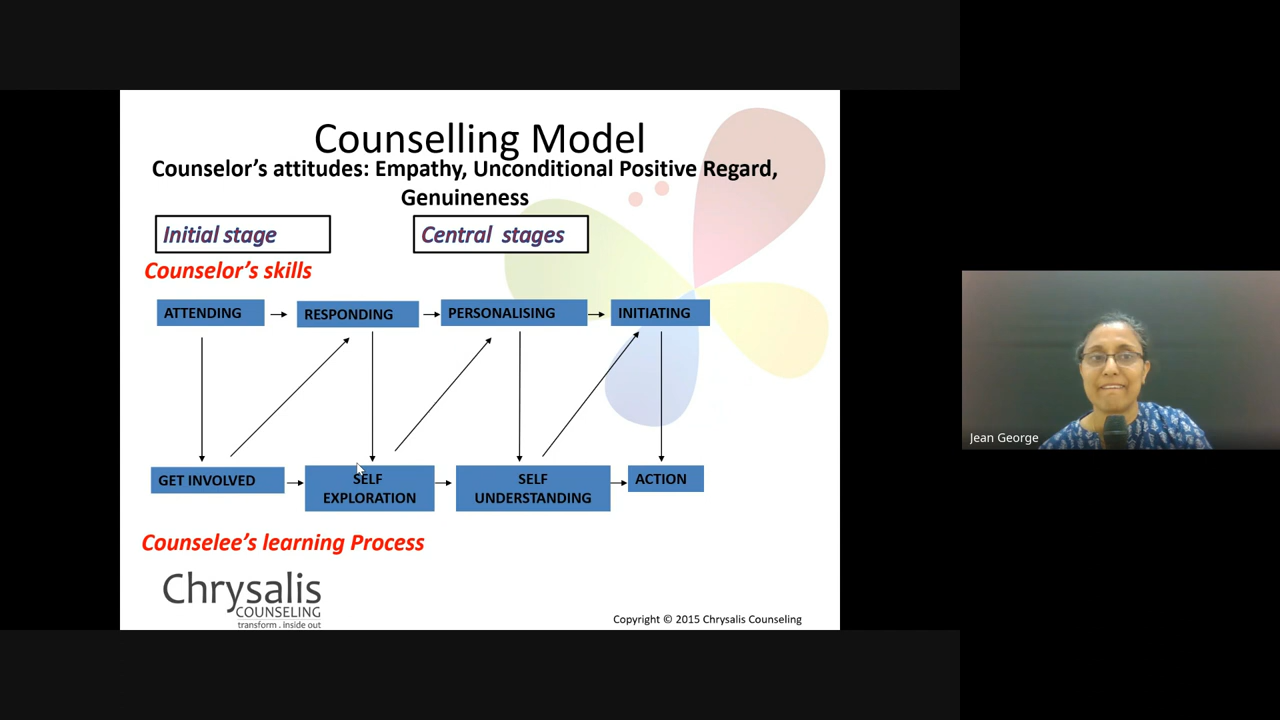 Counselling Model
Counselor's attitudes: Empathy, Unconditional Positive Regard,
Genuineness
Initial stage
Central stages
Counselor's skills
ATTENDING
RESPONDING
PERSONALISING
INITIATING
GET INVOLVED
SELF
EXPLORATION
SELF
UNDERSTANDING
ACTION
Counselee's learning Process
Chrysalis
COUNSELING
transform . inside out
Copyright © 2015 Chrysalis Counseling
Jean George